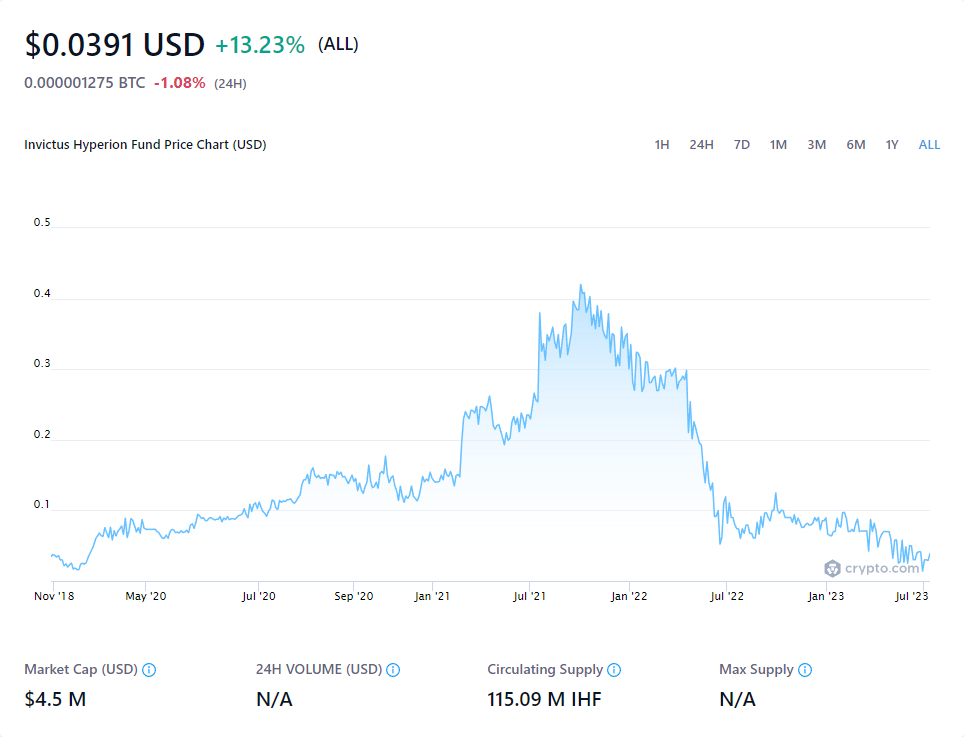 $0.0391 USD +13.23% (ALL)
0.000001275 BTC -1.08% (24H)
Invictus Hyperion Fund Price Chart (USD) 1H 24H 7D 1M 3M 6M 1Y ALL
0.5
0.4
0.3
0.2
0.1
crypto.com
Nov '18 May '20 Jul '20 Sep '20 Jan '21 Jul '21 Jan '22 Jul '22 Jan '23 Jul '23
Market Cap (USD) 24H VOLUME (USD) Circulating Supply Max Supply
$4.5 M N/A 115.09 M IHF N/A